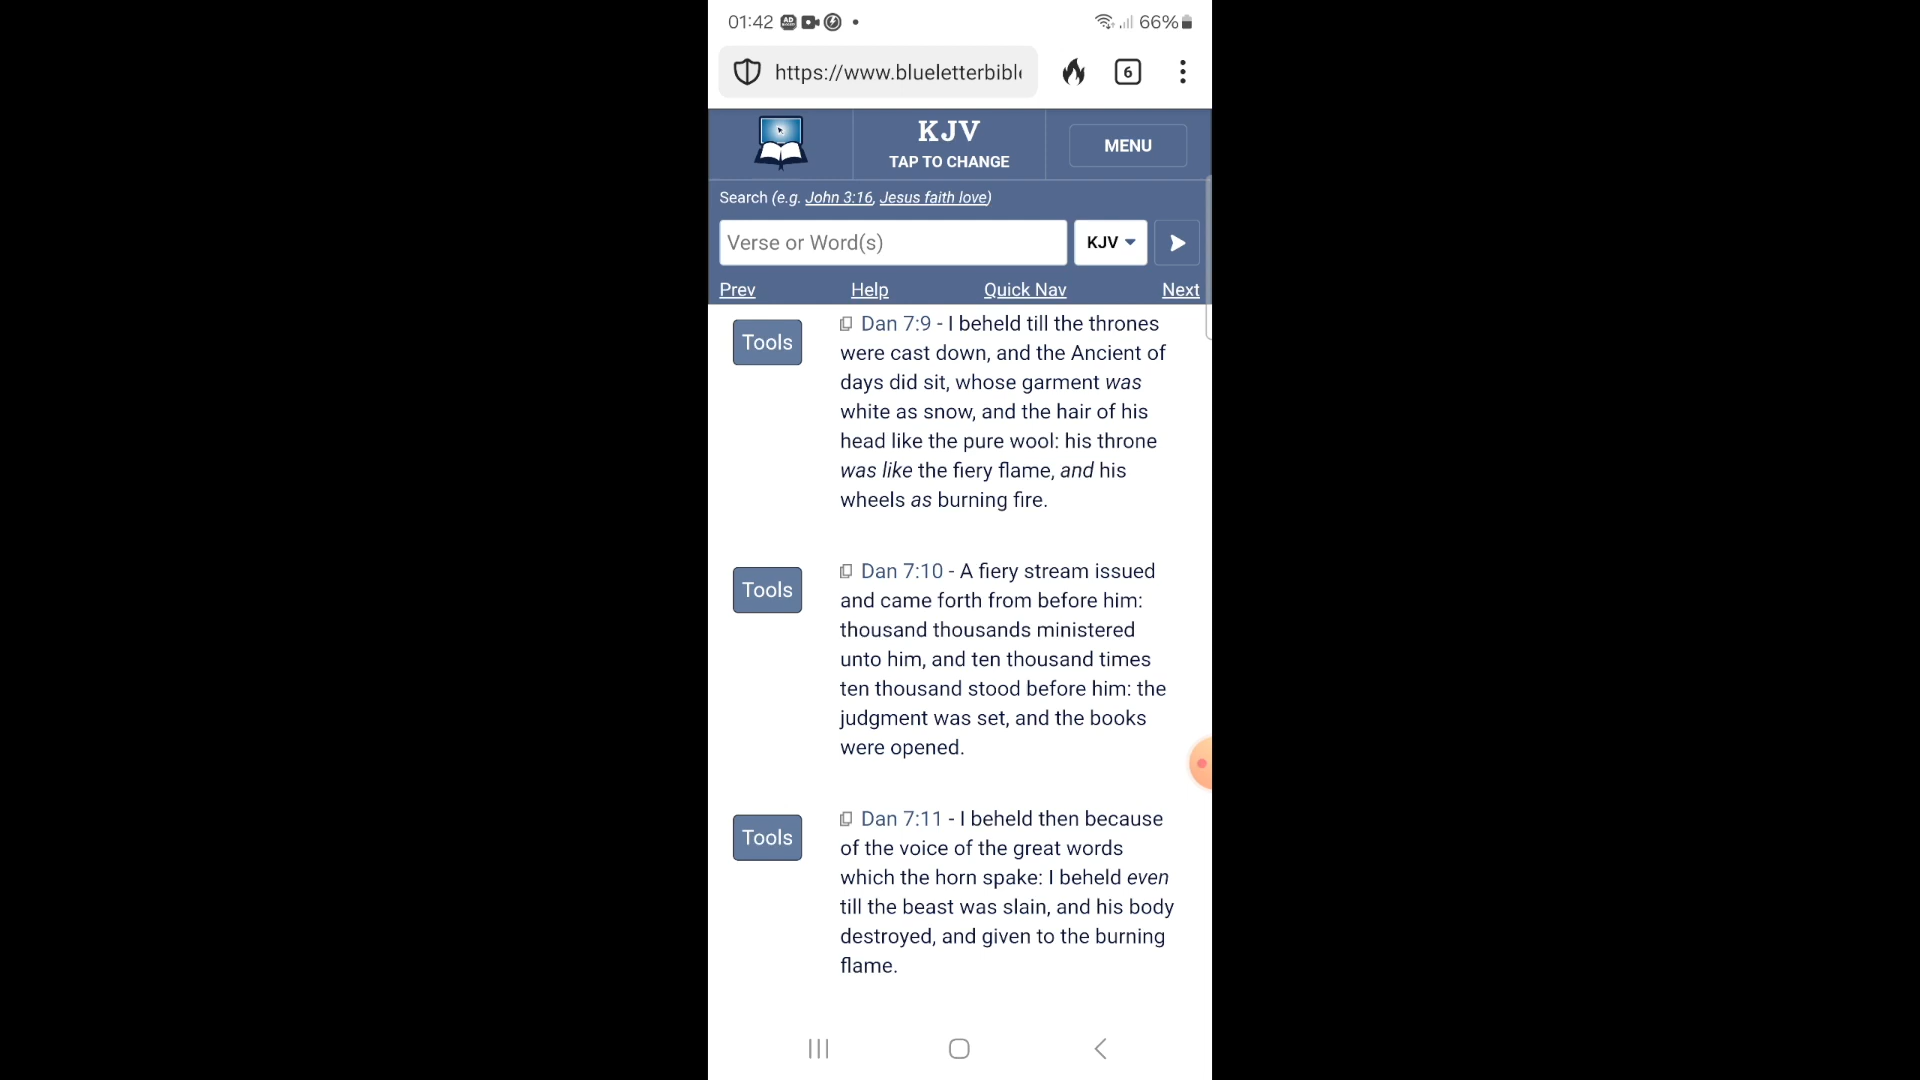 01:42 66%
https://www.blueletterbibl
6
KJV
TAP TO CHANGE
MENU
Search (e.g. John 3:16, Jesus faith love)
Verse or Word(s)
KJV
Prev Help Quick Nav Next
Tools
Dan 7:9 - I beheld till the thrones
were cast down, and the Ancient of
days did sit, whose garment was
white as snow, and the hair of his
head like the pure wool: his throne
was like the fiery flame, and his
wheels as burning fire.
Tools
Dan 7:10 - A fiery stream issued
and came forth from before him:
thousand thousands ministered
unto him, and ten thousand times
ten thousand stood before him: the
judgment was set, and the books
were opened.
Tools
Dan 7:11 - I beheld then because
of the voice of the great words
which the horn spake: I beheld even
till the beast was slain, and his body
destroyed, and given to the burning
flame.